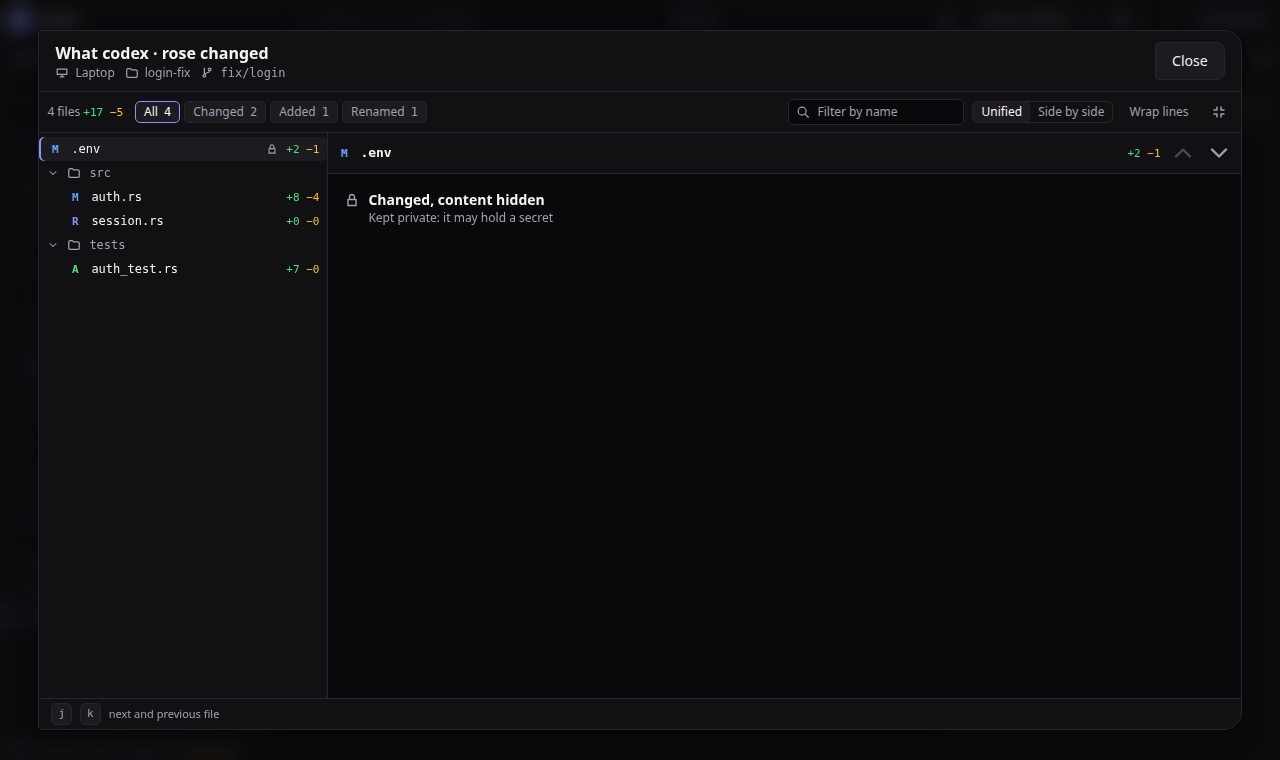 What codex · rose changed
Laptop login-fix fix/login
Close
4 files +17 −5 All 4 Changed 2 Added 1 Renamed 1
Filter by name
Unified Side by side Wrap lines
M .env +2 −1
src
M auth.rs +8 −4
R session.rs +0 −0
tests
A auth_test.rs +7 −0
M .env +2 −1
Changed, content hidden
Kept private: it may hold a secret
j k next and previous file